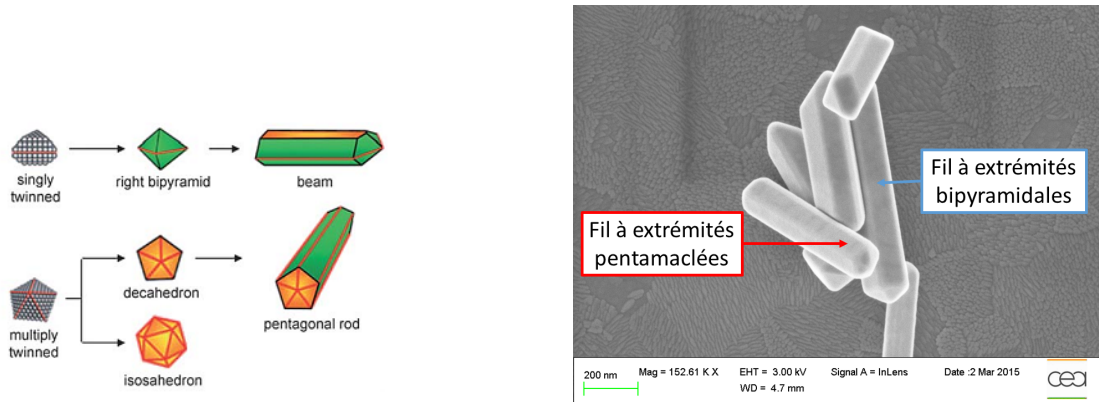 singly
twinned
right bipyramid
beam
decahedron
pentagonal rod
multiply
twinned
isosahedron
Fil à extrémités
bipyramidales
Fil à extrémités
pentamaclées
200 nm
Mag = 152.61 K X
EHT = 3.00 kV
Signal A = InLens
Date :2 Mar 2015
WD = 4.7 mm
cea